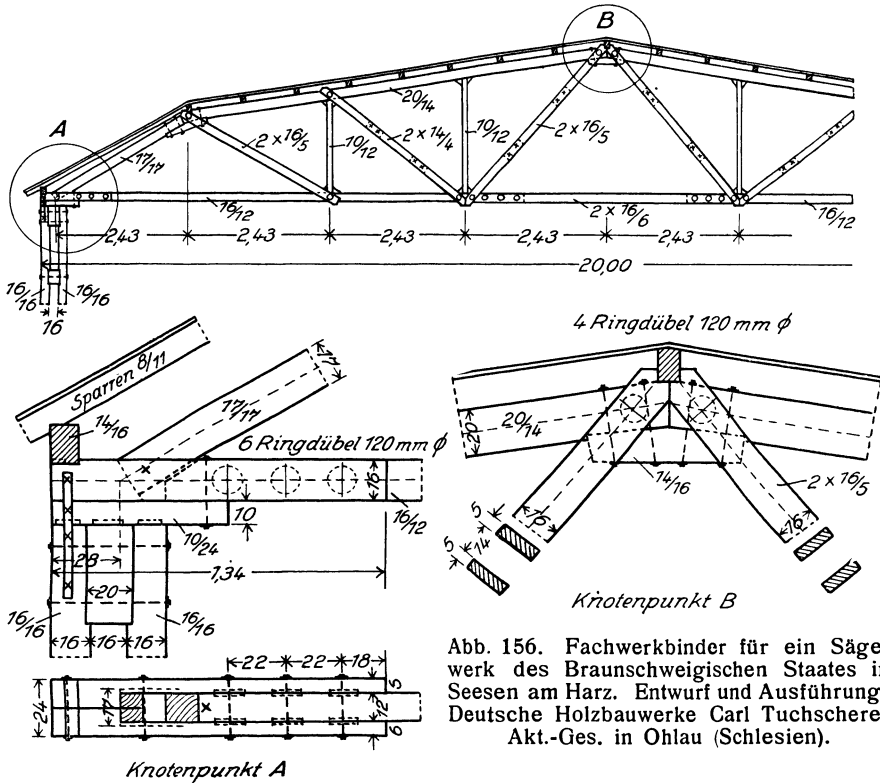 A
B
17/17
2 × 16/5
10/12
2 × 14/4
20/14
10/12
2 × 16/5
16/12
2 × 16/6
16/12
2,43
2,43
2,43
2,43
2,43
20,00
16/16
16/16
16
Sparren 8/11
14/16
17/17
17
6 Ringdübel 120 mm ϕ
16
16/12
10
10/24
28
1,34
20
16/16
16/16
16
16
16
22
22
18
24
17
5
12
6
Knotenpunkt A
4 Ringdübel 120 mm ϕ
20
20/14
14/16
2 × 16/5
16
16
5
14
5
Knotenpunkt B
Abb. 156. Fachwerkbinder für ein Säge
werk des Braunschweigischen Staates i
Seesen am Harz. Entwurf und Ausführung
Deutsche Holzbauwerke Carl Tuchschere
Akt.-Ges. in Ohlau (Schlesien).